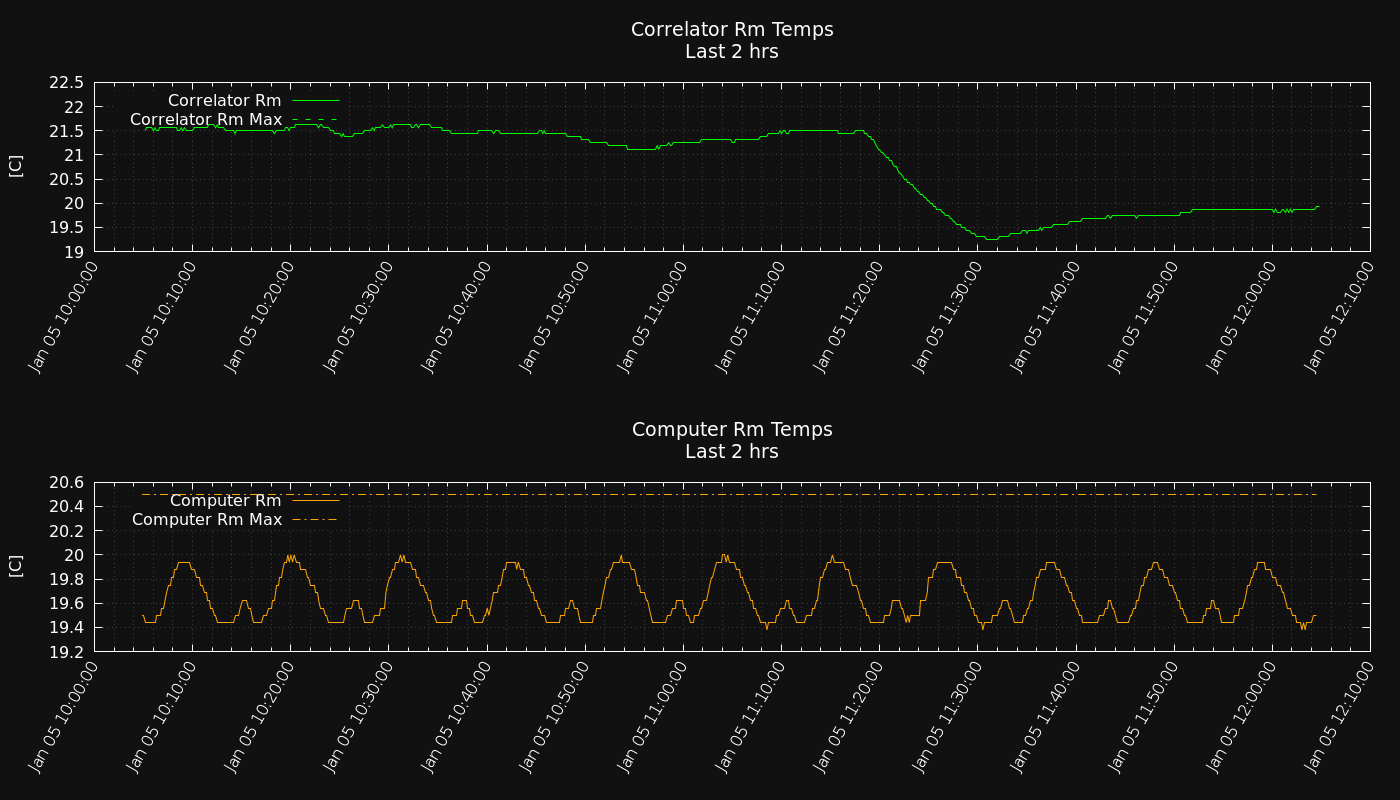 Correlator Rm Temps
Last 2 hrs
[C]
22.5
22
21.5
21
20.5
20
19.5
19
Correlator Rm
Correlator Rm Max
Jan 05 10:00:00
Jan 05 10:10:00
Jan 05 10:20:00
Jan 05 10:30:00
Jan 05 10:40:00
Jan 05 10:50:00
Jan 05 11:00:00
Jan 05 11:10:00
Jan 05 11:20:00
Jan 05 11:30:00
Jan 05 11:40:00
Jan 05 11:50:00
Jan 05 12:00:00
Jan 05 12:10:00
Computer Rm Temps
Last 2 hrs
[C]
20.6
20.4
20.2
20
19.8
19.6
19.4
19.2
Computer Rm
Computer Rm Max
Jan 05 10:00:00
Jan 05 10:10:00
Jan 05 10:20:00
Jan 05 10:30:00
Jan 05 10:40:00
Jan 05 10:50:00
Jan 05 11:00:00
Jan 05 11:10:00
Jan 05 11:20:00
Jan 05 11:30:00
Jan 05 11:40:00
Jan 05 11:50:00
Jan 05 12:00:00
Jan 05 12:10:00